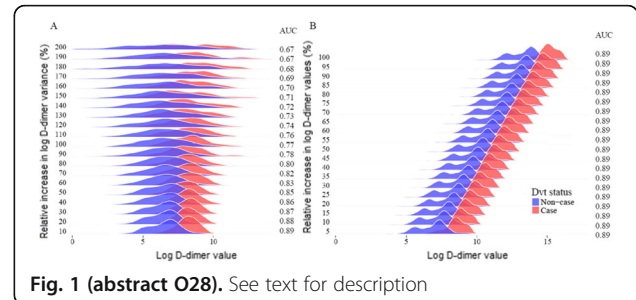 A
AUC
Relative increase in log D-dimer variance (%)
200 0.67
190 0.67
180 0.68
170 0.69
160 0.70
150 0.71
140 0.72
130 0.73
120 0.74
110 0.76
100 0.77
90 0.78
80 0.80
70 0.82
60 0.83
50 0.85
40 0.86
30 0.87
20 0.88
10 0.89
0 5 10
Log D-dimer value
B
AUC
Relative increase in log D-dimer values (%)
100 0.89
95 0.89
90 0.89
85 0.89
80 0.89
75 0.89
70 0.89
65 0.89
60 0.89
55 0.89
50 0.89
45 0.89
40 0.89
35 0.89
30 0.89
25 0.89
20 0.89
15 0.89
10 0.89
5 0.89
Dvt status
Non-case
Case
0 5 10 15
Log D-dimer value
Fig. 1 (abstract O28). See text for description